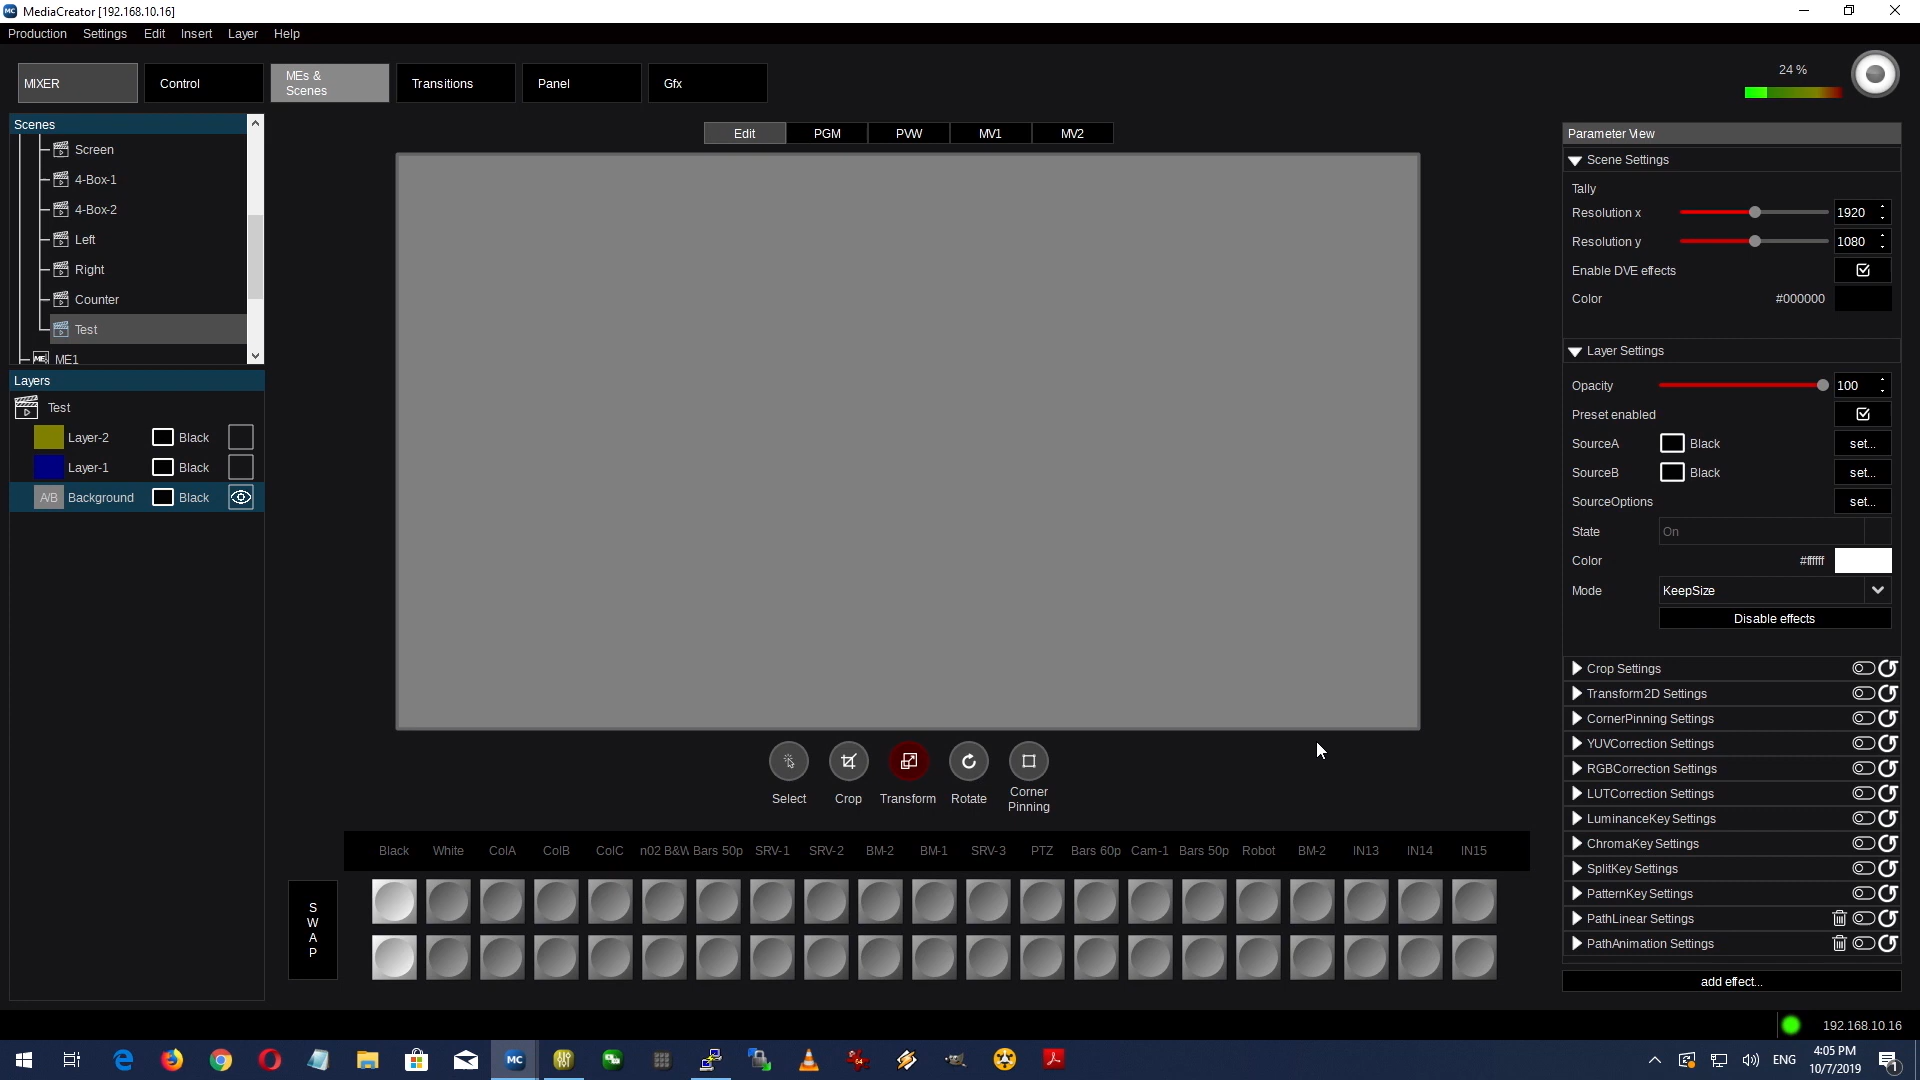 MediaCreator [192.168.10.16]
Production Settings Edit Insert Layer Help
MIXER
Control
MEs &
Scenes
Transitions
Panel
Gfx
24 %
Scenes
Screen
4-Box-1
4-Box-2
Left
Right
Counter
Test
ME1
Layers
Test
Layer-2 Black
Layer-1 Black
A/B Background Black
Edit PGM PVW MV1 MV2
Select
Crop
Transform
Rotate
Corner
Pinning
Black White ColA ColB ColC n02 B&W Bars 50p SRV-1 SRV-2 BM-2 BM-1 SRV-3 PTZ Bars 60p Cam-1 Bars 50p Robot BM-2 IN13 IN14 IN15
S
W
A
P
Parameter View
Scene Settings
Tally
Resolution x 1920
Resolution y 1080
Enable DVE effects
Color #000000
Layer Settings
Opacity 100
Preset enabled
SourceA Black set...
SourceB Black set...
SourceOptions set...
State On
Color #ffffff
Mode KeepSize
Disable effects
Crop Settings
Transform2D Settings
CornerPinning Settings
YUVCorrection Settings
RGBCorrection Settings
LUTCorrection Settings
LuminanceKey Settings
ChromaKey Settings
SplitKey Settings
PatternKey Settings
PathLinear Settings
PathAnimation Settings
add effect...
192.168.10.16
MC
64
ENG
4:05 PM
10/7/2019
1